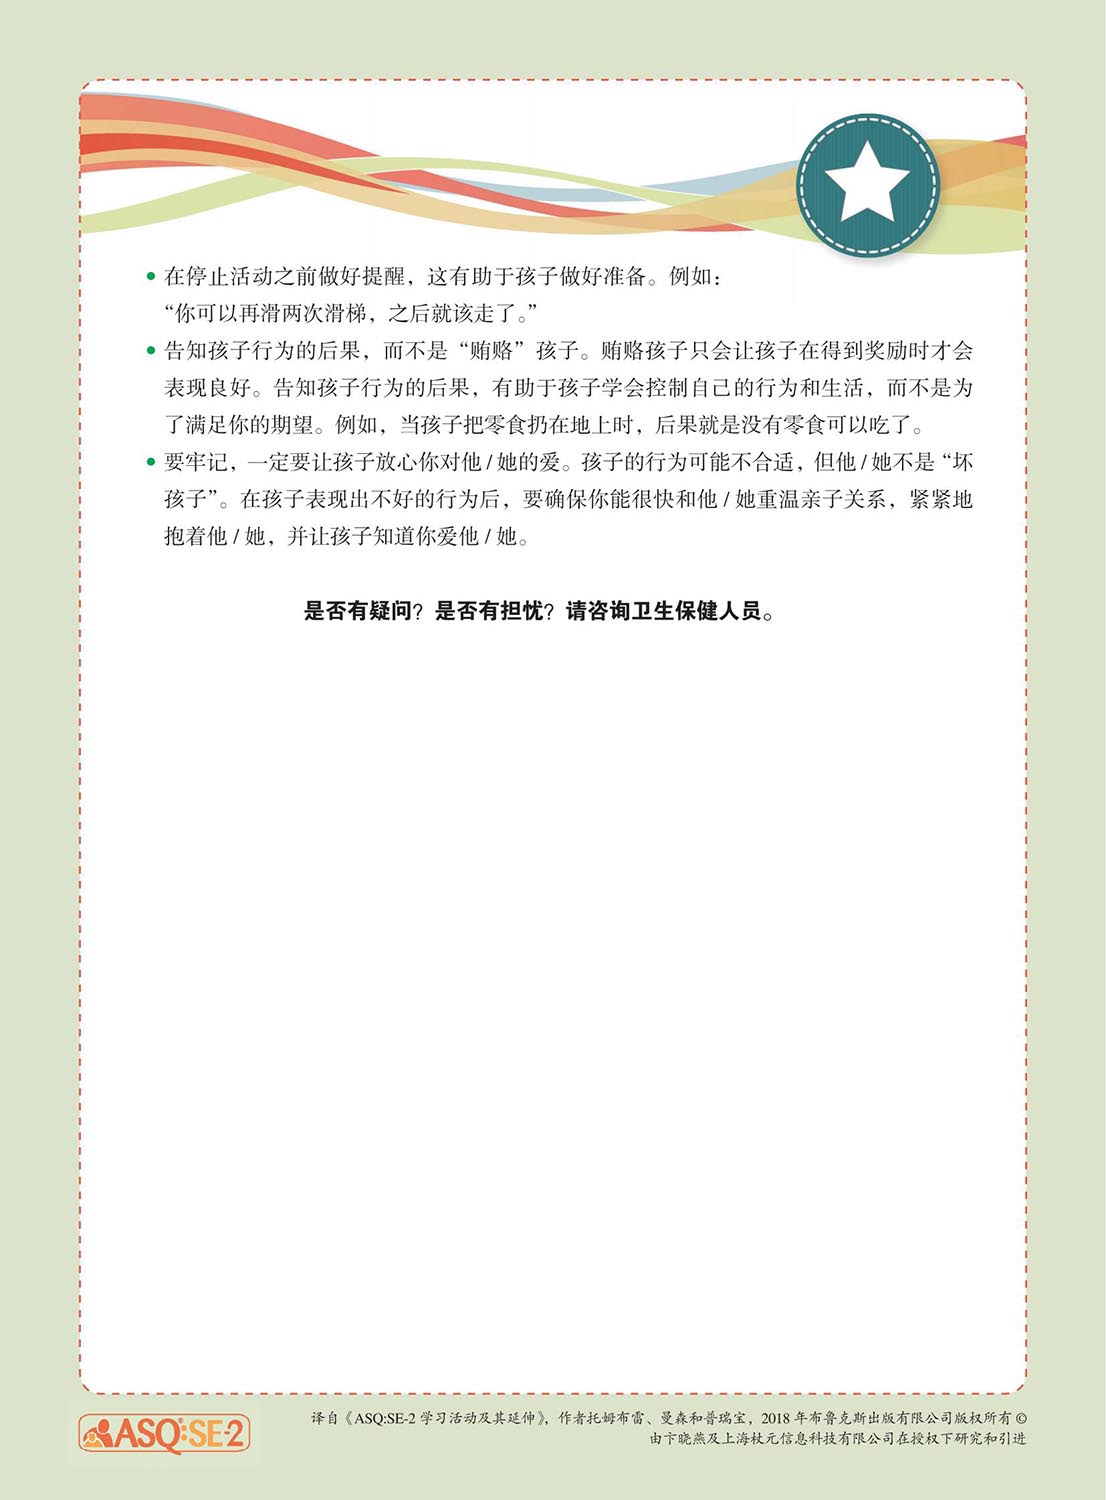 • 在停止活动之前做好提醒，这有助于孩子做好准备。例如：
“你可以再滑两次滑梯，之后就该走了。”
• 告知孩子行为的后果，而不是“贿赂”孩子。贿赂孩子只会让孩子在得到奖励时才会
表现良好。告知孩子行为的后果，有助于孩子学会控制自己的行为和生活，而不是为
了满足你的期望。例如，当孩子把零食扔在地上时，后果就是没有零食可以吃了。
• 要牢记，一定要让孩子放心你对他 / 她的爱。孩子的行为可能不合适，但他 / 她不是“坏
孩子”。在孩子表现出不好的行为后，要确保你能很快和他 / 她重温亲子关系，紧紧地
抱着他 / 她，并让孩子知道你爱他 / 她。
是否有疑问？是否有担忧？请咨询卫生保健人员。
ASQ:SE-2
译自《ASQ:SE-2 学习活动及其延伸》，作者托姆布雷、曼森和普瑞宝，2018 年布鲁克斯出版有限公司版权所有 ©
由卞晓燕及上海杖元信息科技有限公司在授权下研究和引进